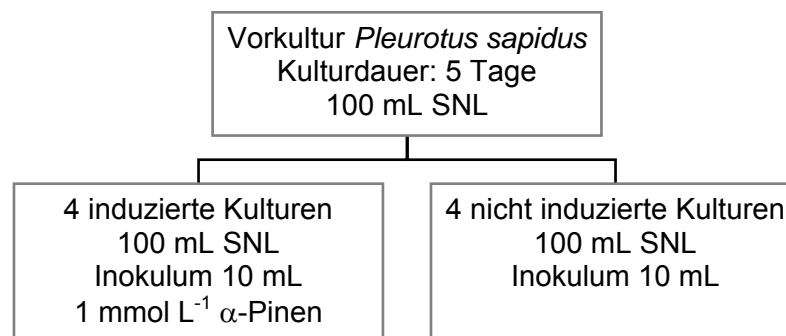 Vorkultur Pleurotus sapidus
Kulturdauer: 5 Tage
100 mL SNL
4 induzierte Kulturen
100 mL SNL
Inokulum 10 mL
1 mmol L⁻¹ α-Pinen
4 nicht induzierte Kulturen
100 mL SNL
Inokulum 10 mL